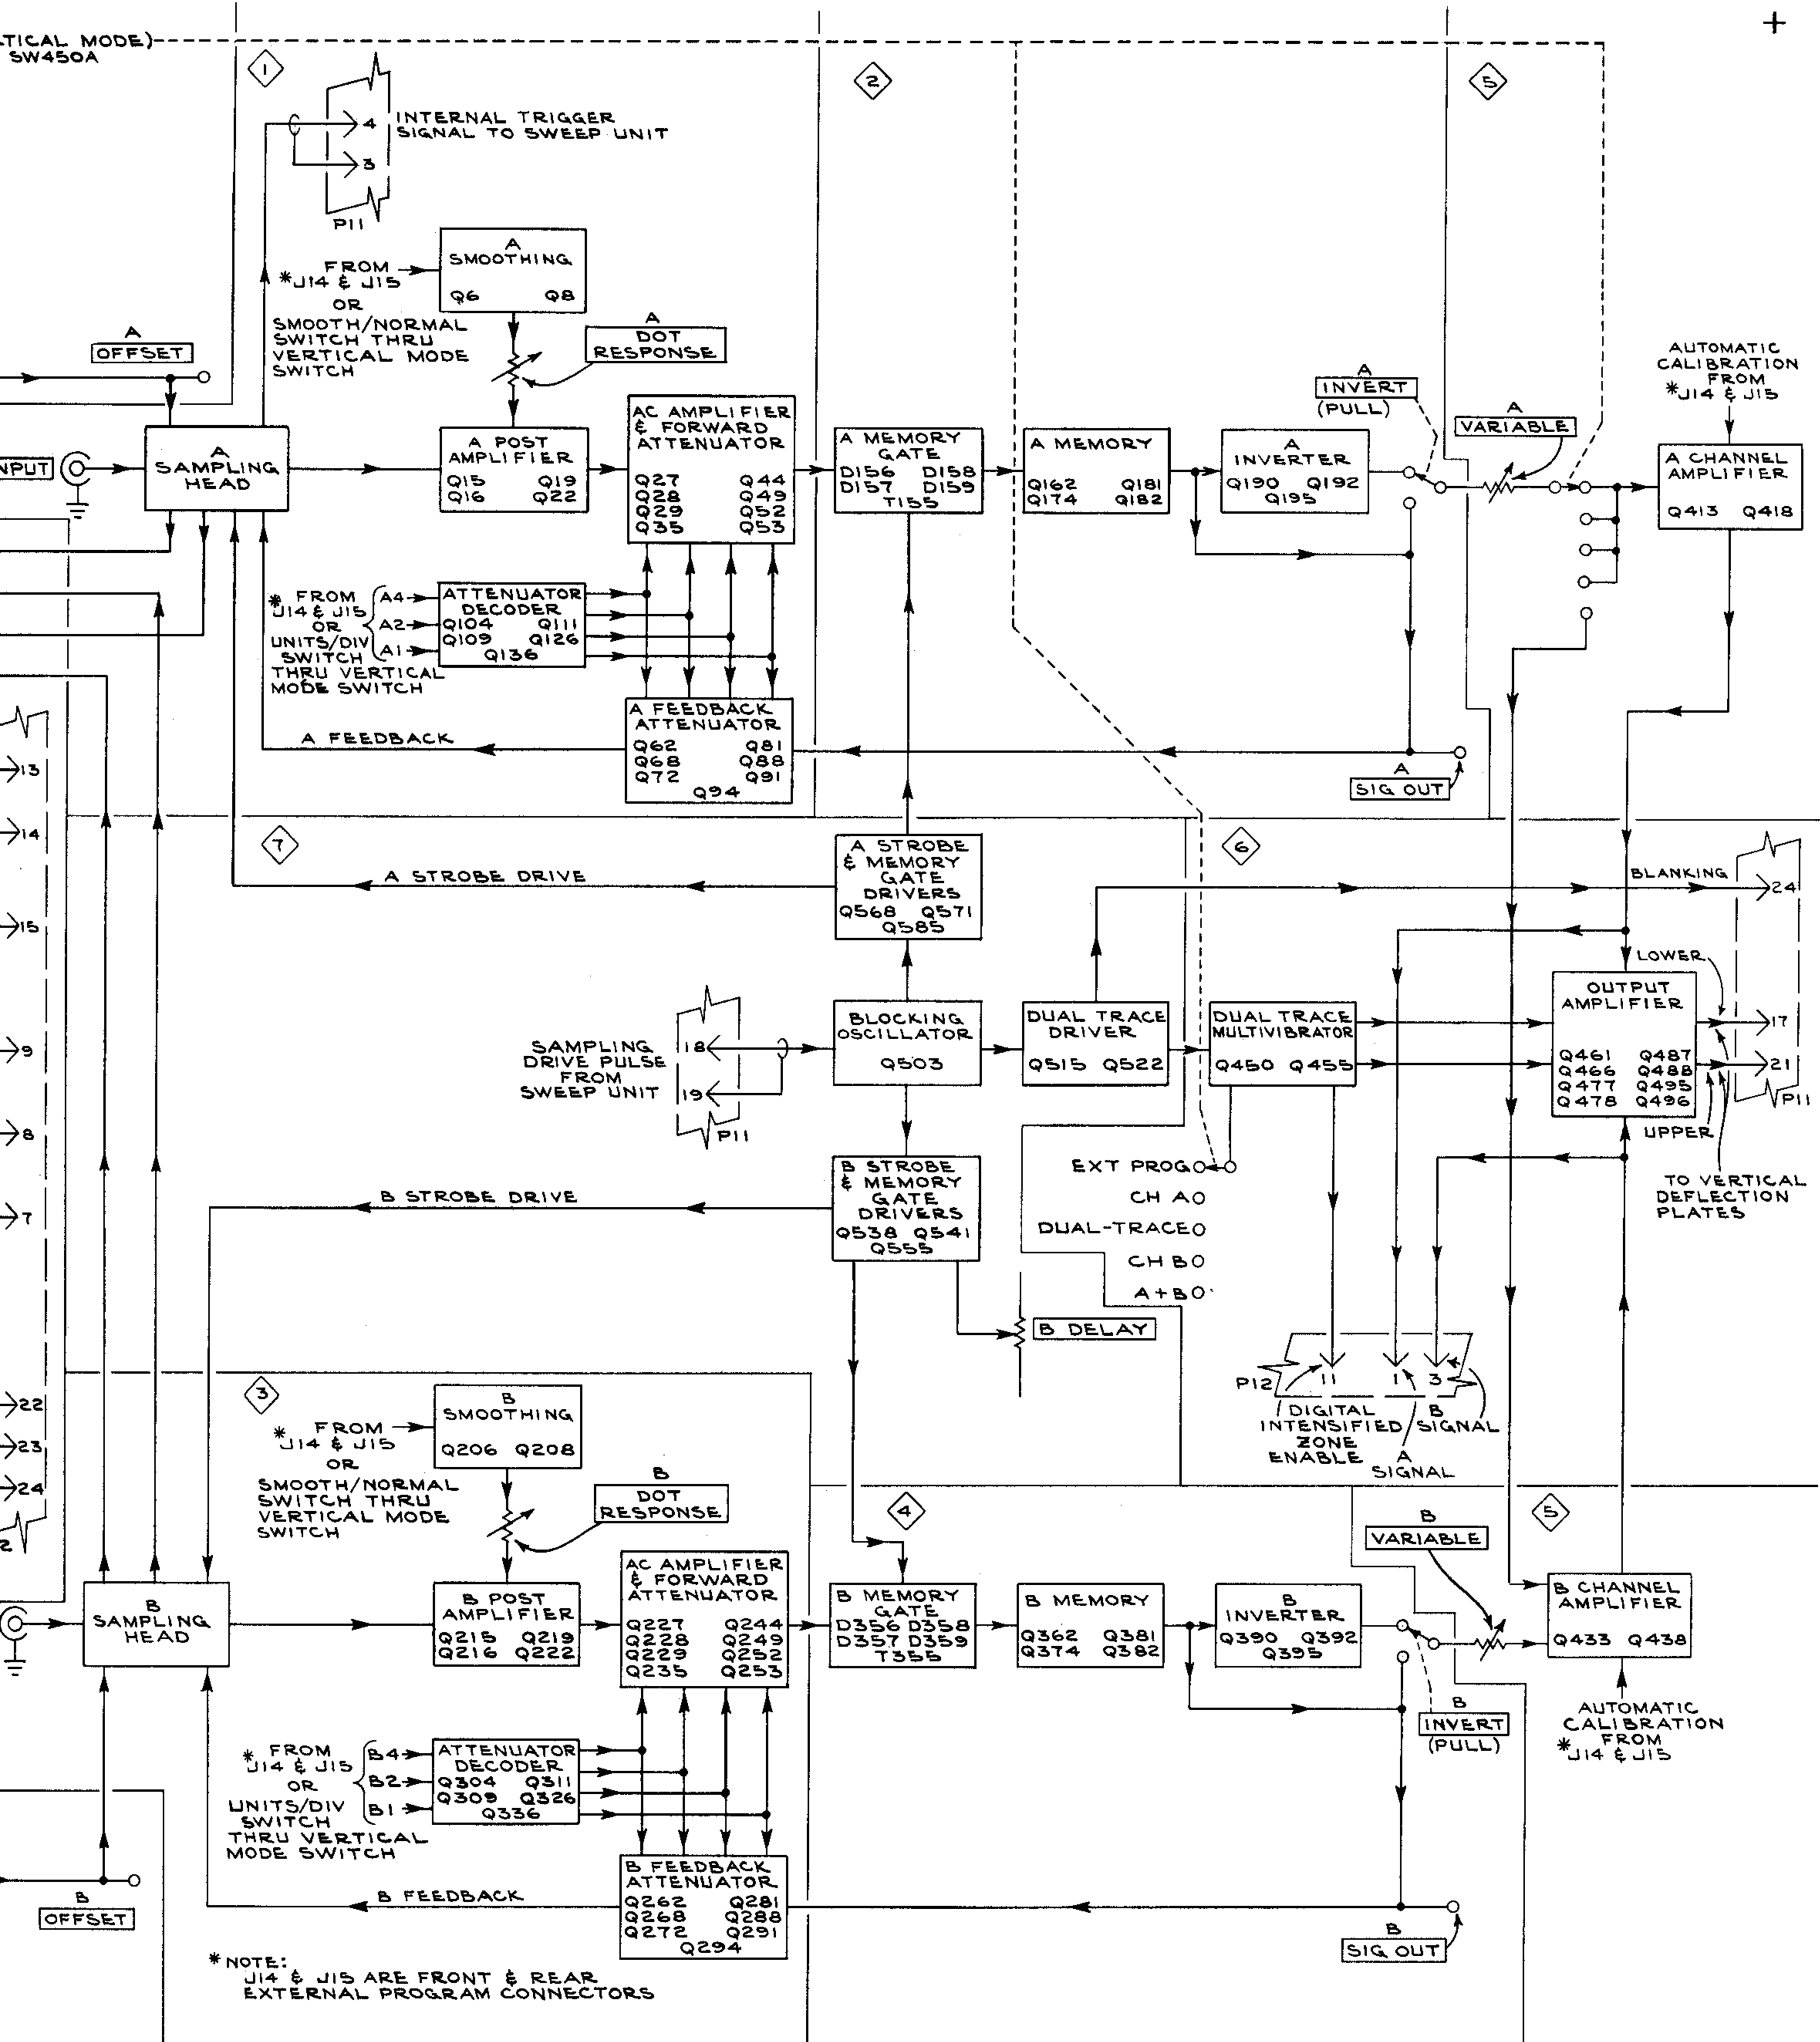 TICAL MODE)
SW450A
1
2
5
4
INTERNAL TRIGGER
SIGNAL TO SWEEP UNIT
3
P11
A
SMOOTHING
Q6 Q8
FROM
*J14 & J15
OR
SMOOTH/NORMAL
SWITCH THRU
VERTICAL MODE
SWITCH
A
DOT
RESPONSE
A
OFFSET
NPUT
A
SAMPLING
HEAD
A POST
AMPLIFIER
Q15 Q19
Q16 Q22
AC AMPLIFIER
& FORWARD
ATTENUATOR
Q27 Q44
Q28 Q49
Q29 Q52
Q35 Q53
A MEMORY
GATE
D156 D158
D157 D159
T155
A MEMORY
Q162 Q181
Q174 Q182
A
INVERTER
Q190 Q192
Q195
A
INVERT
(PULL)
A
VARIABLE
AUTOMATIC
CALIBRATION
FROM
*J14 & J15
A CHANNEL
AMPLIFIER
Q413 Q418
* FROM
J14 & J15
OR
UNITS/DIV
SWITCH
THRU VERTICAL
MODE SWITCH
A4
A2
A1
ATTENUATOR
DECODER
Q104 Q111
Q109 Q126
Q136
A FEEDBACK
ATTENUATOR
Q62 Q81
Q68 Q88
Q72 Q91
Q94
A FEEDBACK
A
SIG OUT
13
14
15
9
8
7
22
23
24
2
7
A STROBE DRIVE
A STROBE
& MEMORY
GATE
DRIVERS
Q568 Q571
Q585
6
BLANKING
24
SAMPLING
DRIVE PULSE
FROM
SWEEP UNIT
18
19
P11
BLOCKING
OSCILLATOR
Q503
DUAL TRACE
DRIVER
Q515 Q522
DUAL TRACE
MULTIVIBRATOR
Q450 Q455
LOWER
OUTPUT
AMPLIFIER
Q461 Q487
Q466 Q488
Q477 Q495
Q478 Q496
17
21
P11
UPPER
TO VERTICAL
DEFLECTION
PLATES
B STROBE DRIVE
B STROBE
& MEMORY
GATE
DRIVERS
Q538 Q541
Q555
EXT PROG
CH A
DUAL-TRACE
CH B
A+B
B DELAY
P12
11
1
3
DIGITAL
INTENSIFIED
ZONE
ENABLE
A
SIGNAL
B
SIGNAL
3
B
SMOOTHING
Q206 Q208
* FROM
J14 & J15
OR
SMOOTH/NORMAL
SWITCH THRU
VERTICAL MODE
SWITCH
B
DOT
RESPONSE
4
5
B
SAMPLING
HEAD
B POST
AMPLIFIER
Q215 Q219
Q216 Q222
AC AMPLIFIER
& FORWARD
ATTENUATOR
Q227 Q244
Q228 Q249
Q229 Q252
Q235 Q253
B MEMORY
GATE
D356 D358
D357 D359
T355
B MEMORY
Q362 Q381
Q374 Q382
B
INVERTER
Q390 Q392
Q395
B
VARIABLE
B CHANNEL
AMPLIFIER
Q433 Q438
B
INVERT
(PULL)
AUTOMATIC
CALIBRATION
FROM
*J14 & J15
* FROM
J14 & J15
OR
UNITS/DIV
SWITCH
THRU VERTICAL
MODE SWITCH
B4
B2
B1
ATTENUATOR
DECODER
Q304 Q311
Q309 Q326
Q336
B FEEDBACK
ATTENUATOR
Q262 Q281
Q268 Q288
Q272 Q291
Q294
B FEEDBACK
B
OFFSET
B
SIG OUT
*NOTE:
J14 & J15 ARE FRONT & REAR
EXTERNAL PROGRAM CONNECTORS